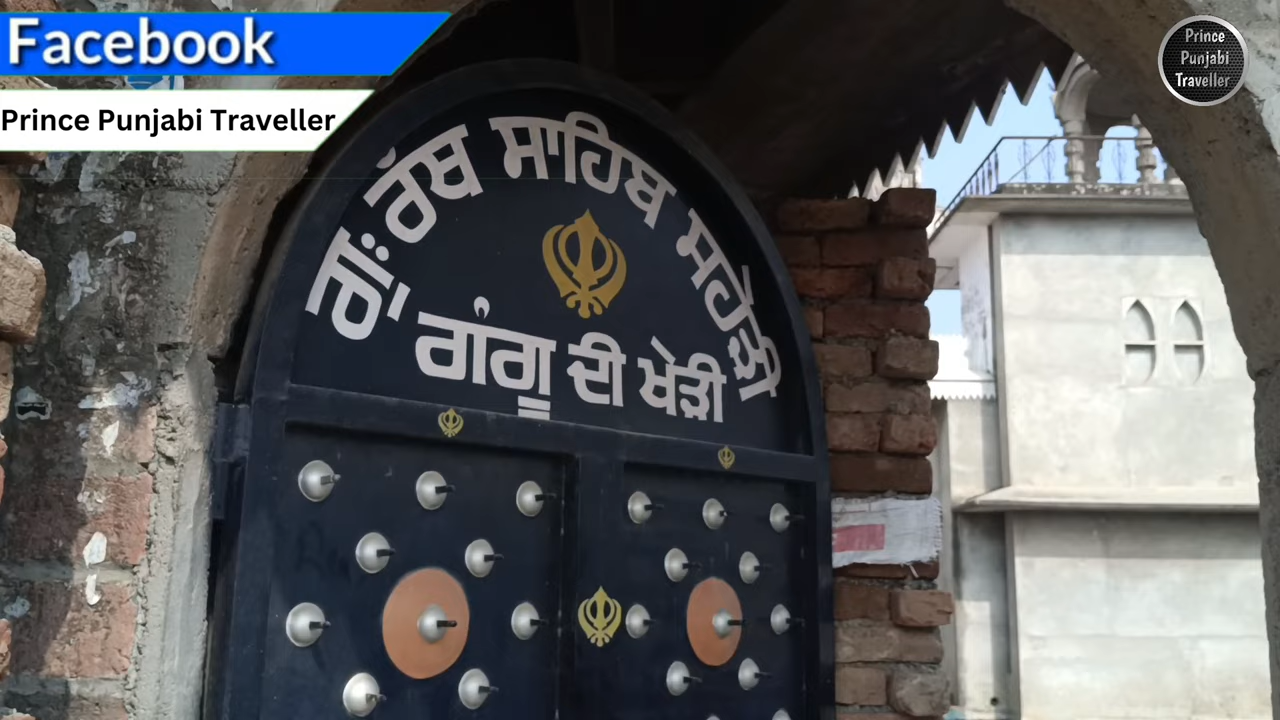 Facebook
Prince Punjabi Traveller
Prince
Punjabi
Traveller
ਗੁ: ਰੱਥ ਸਾਹਿਬ ਸਹੇੜੀ
ਗੰਗੂ ਦੀ ਖੇੜੀ